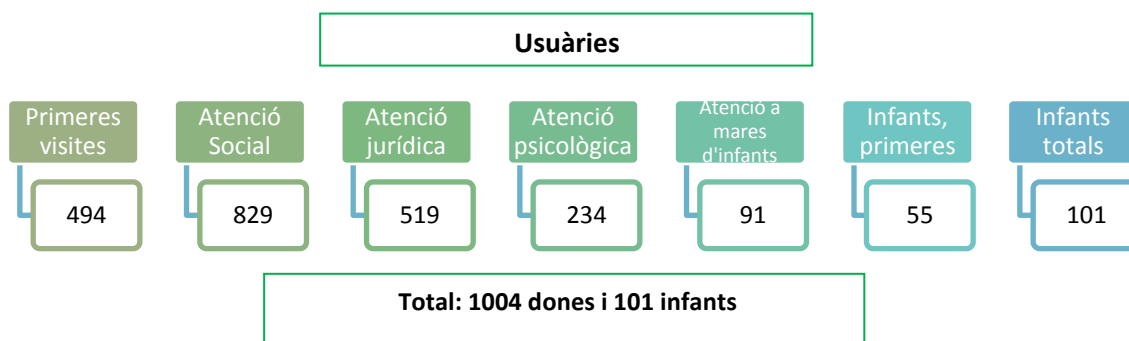 Usuàries
Primeres
visites
Atenció
Social
Atenció
jurídica
Atenció
psicològica
Atenció a
mares
d'infants
Infants,
primeres
Infants
totals
494
829
519
234
91
55
101
Total: 1004 dones i 101 infants